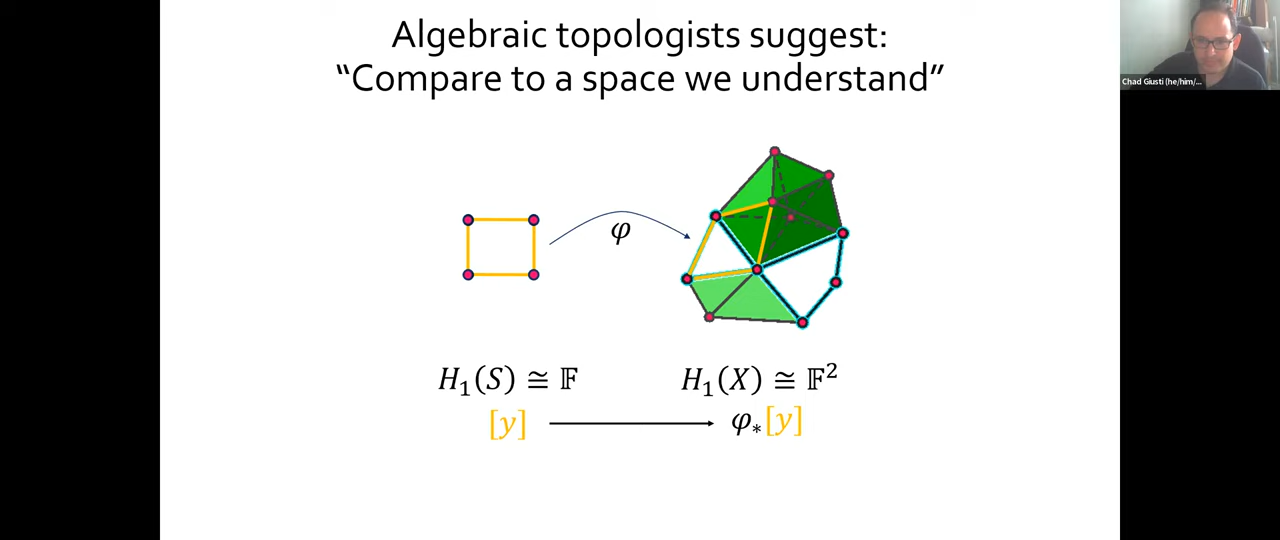 Algebraic topologists suggest:
“Compare to a space we understand”
Chad Giusti (he/him/...
φ
H₁(S) ≅ 𝔽
H₁(X) ≅ 𝔽²
[y]
φ∗[y]